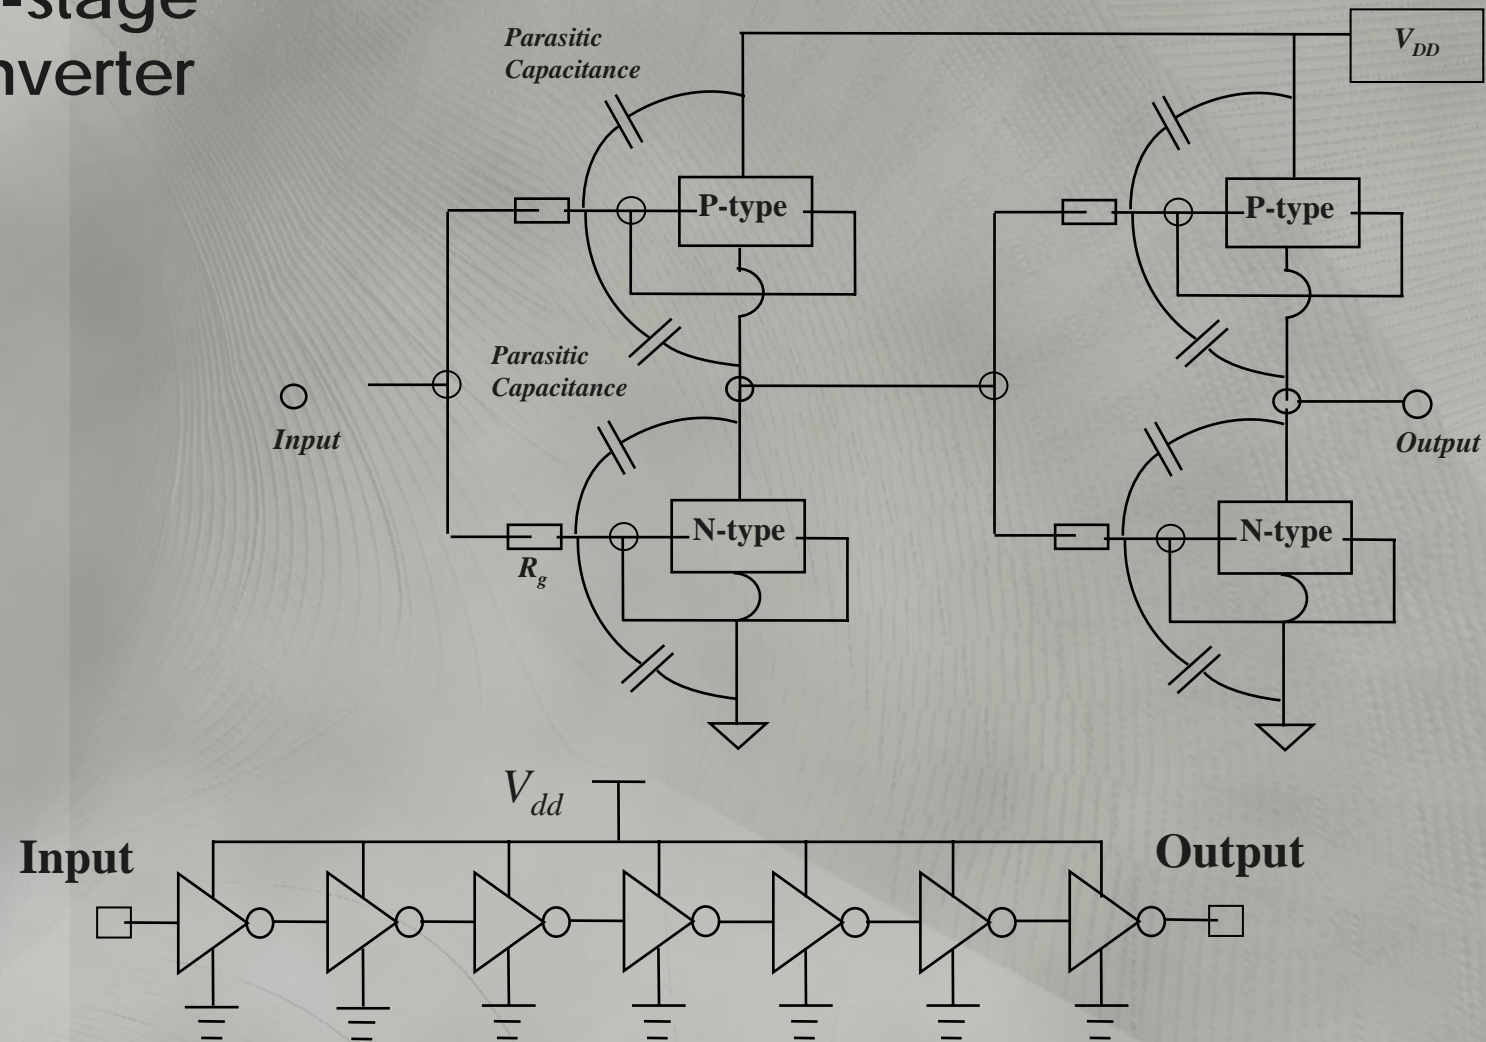 -stage
nverter
Parasitic
Capacitance
V_DD
P-type
P-type
Parasitic
Capacitance
Input
Output
N-type
N-type
R_g
V_dd
Input
Output